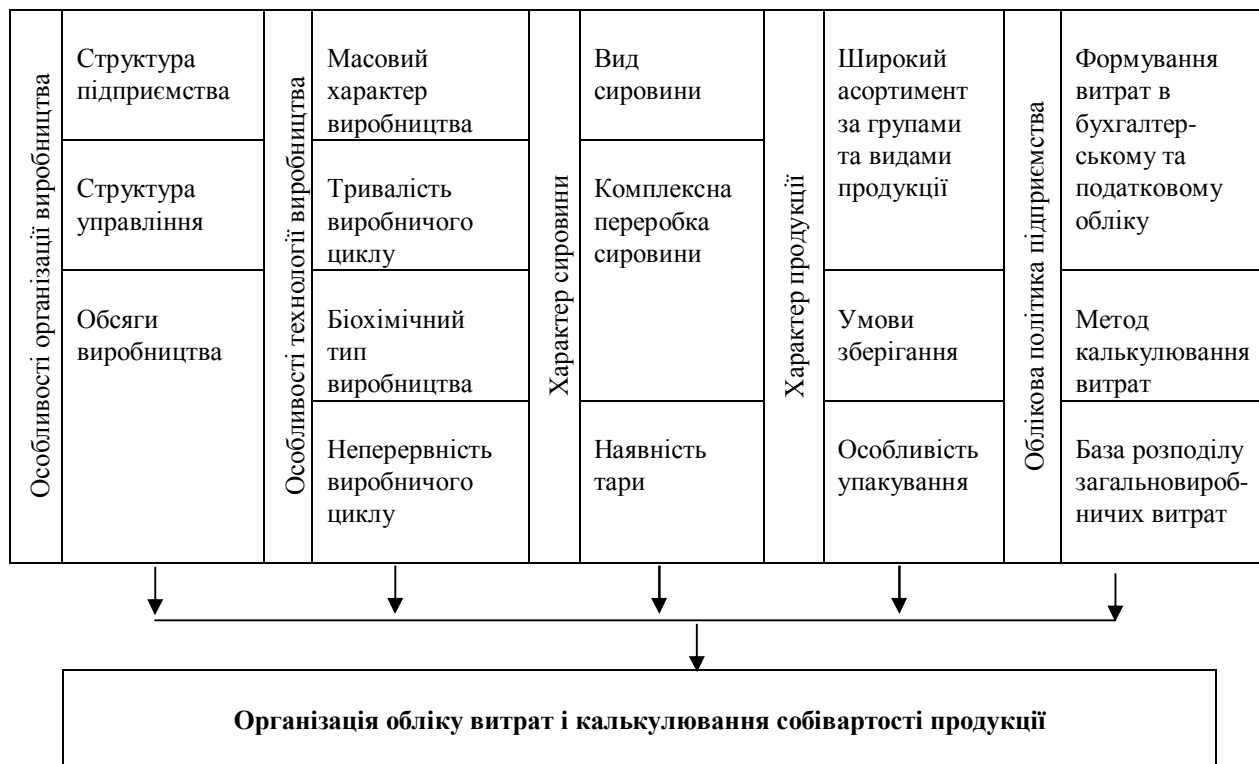 Особливості організації виробництва
Структура
підприємства
Структура
управління
Обсяги
виробництва
Особливості технології виробництва
Масовий
характер
виробництва
Тривалість
виробничого
циклу
Біохімічний
тип
виробництва
Неперервність
виробничого
циклу
Характер сировини
Вид
сировини
Комплексна
переробка
сировини
Наявність
тари
Характер продукції
Широкий
асортимент
за групами
та видами
продукції
Умови
зберігання
Особливість
упакування
Облікова політика підприємства
Формування
витрат в
бухгалтер-
ському та
податковому
обліку
Метод
калькулювання
витрат
База розподілу
загальновироб-
ничих витрат
Організація обліку витрат і калькулювання собівартості продукції